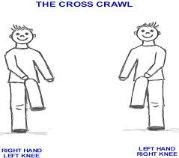 THE CROSS CRAWL
RIGHT HAND
LEFT KNEE
LEFT HAND
RIGHT KNEE